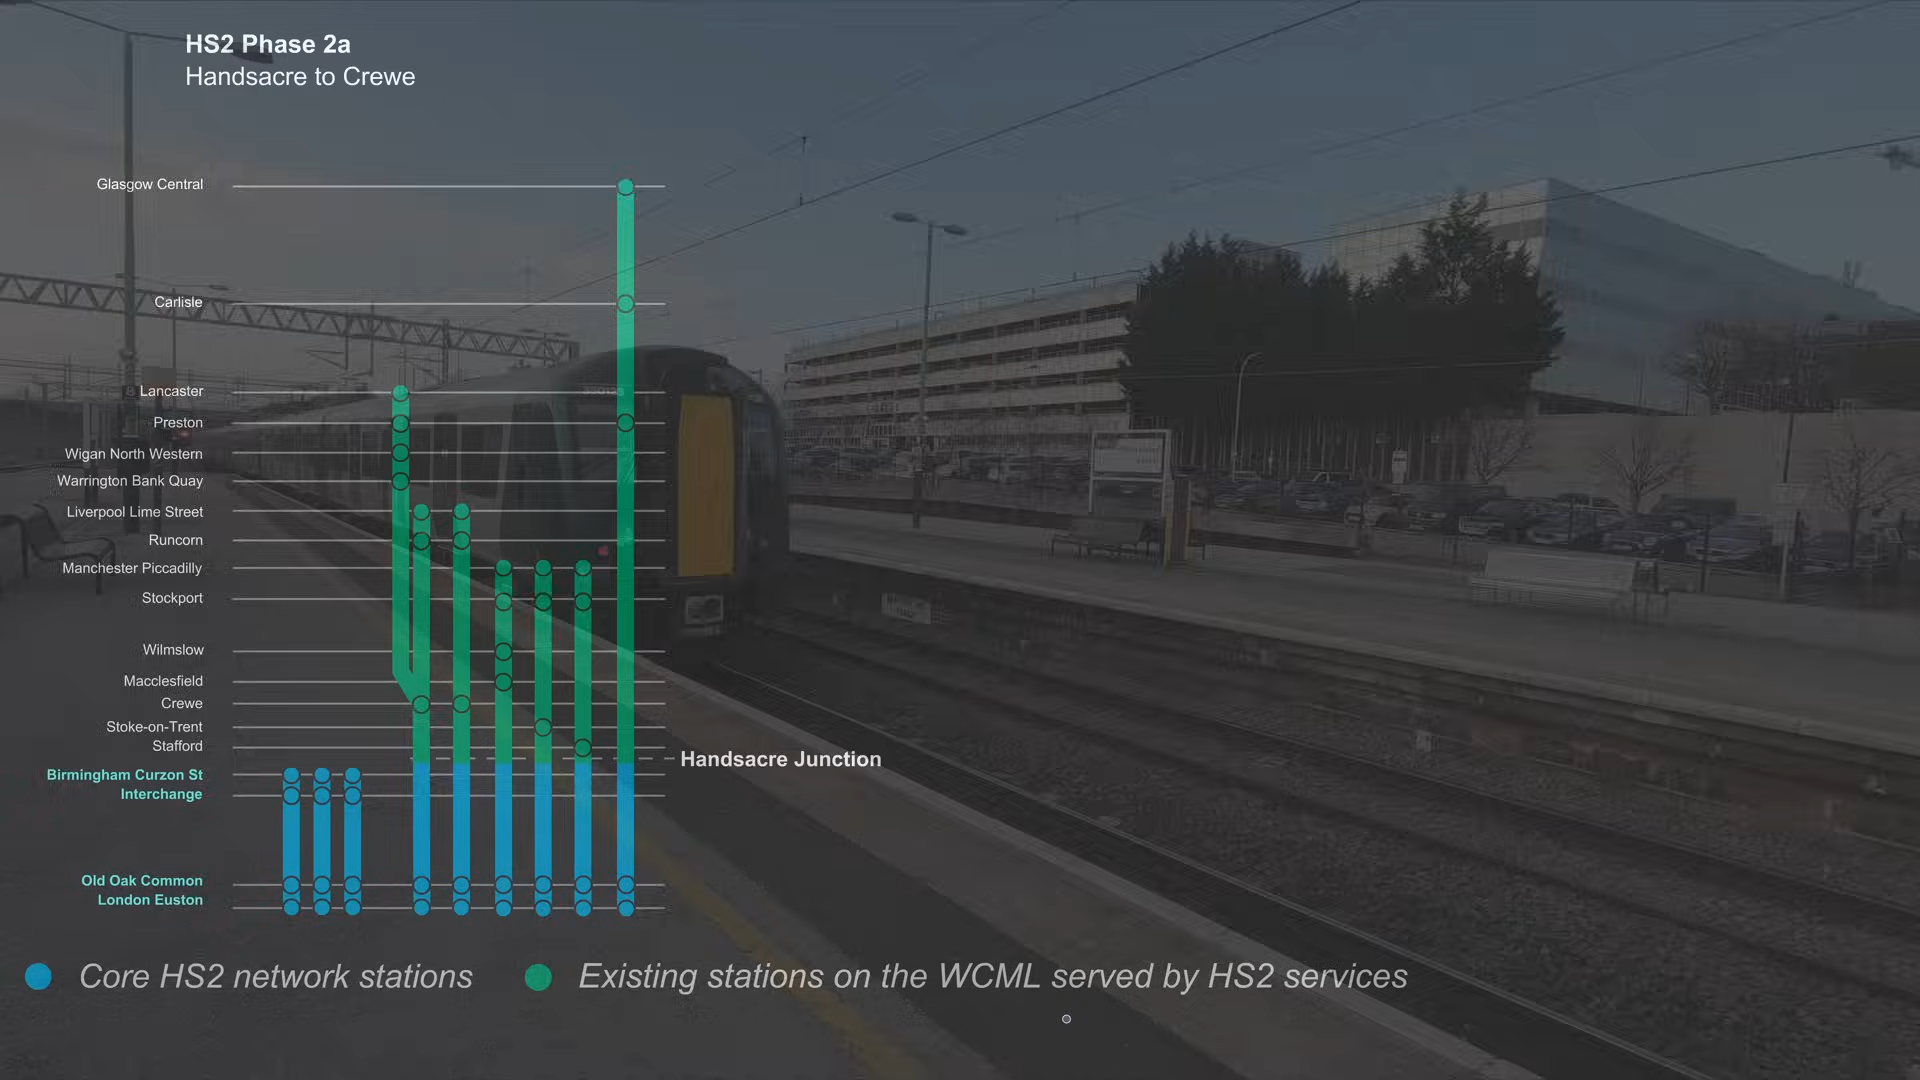 HS2 Phase 2a
Handsacre to Crewe
Glasgow Central
Carlisle
Lancaster
Preston
Wigan North Western
Warrington Bank Quay
Liverpool Lime Street
Runcorn
Manchester Piccadilly
Stockport
Wilmslow
Macclesfield
Crewe
Stoke-on-Trent
Stafford
Handsacre Junction
Birmingham Curzon St
Interchange
Old Oak Common
London Euston
Core HS2 network stations
Existing stations on the WCML served by HS2 services